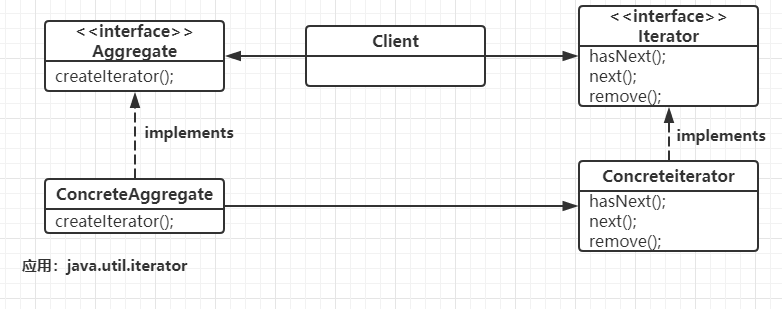 <<interface>>
Aggregate
createIterator();
Client
<<interface>>
Iterator
hasNext();
next();
remove();
implements
implements
ConcreteAggregate
createIterator();
Concreteiterator
hasNext();
next();
remove();
应用：java.util.iterator